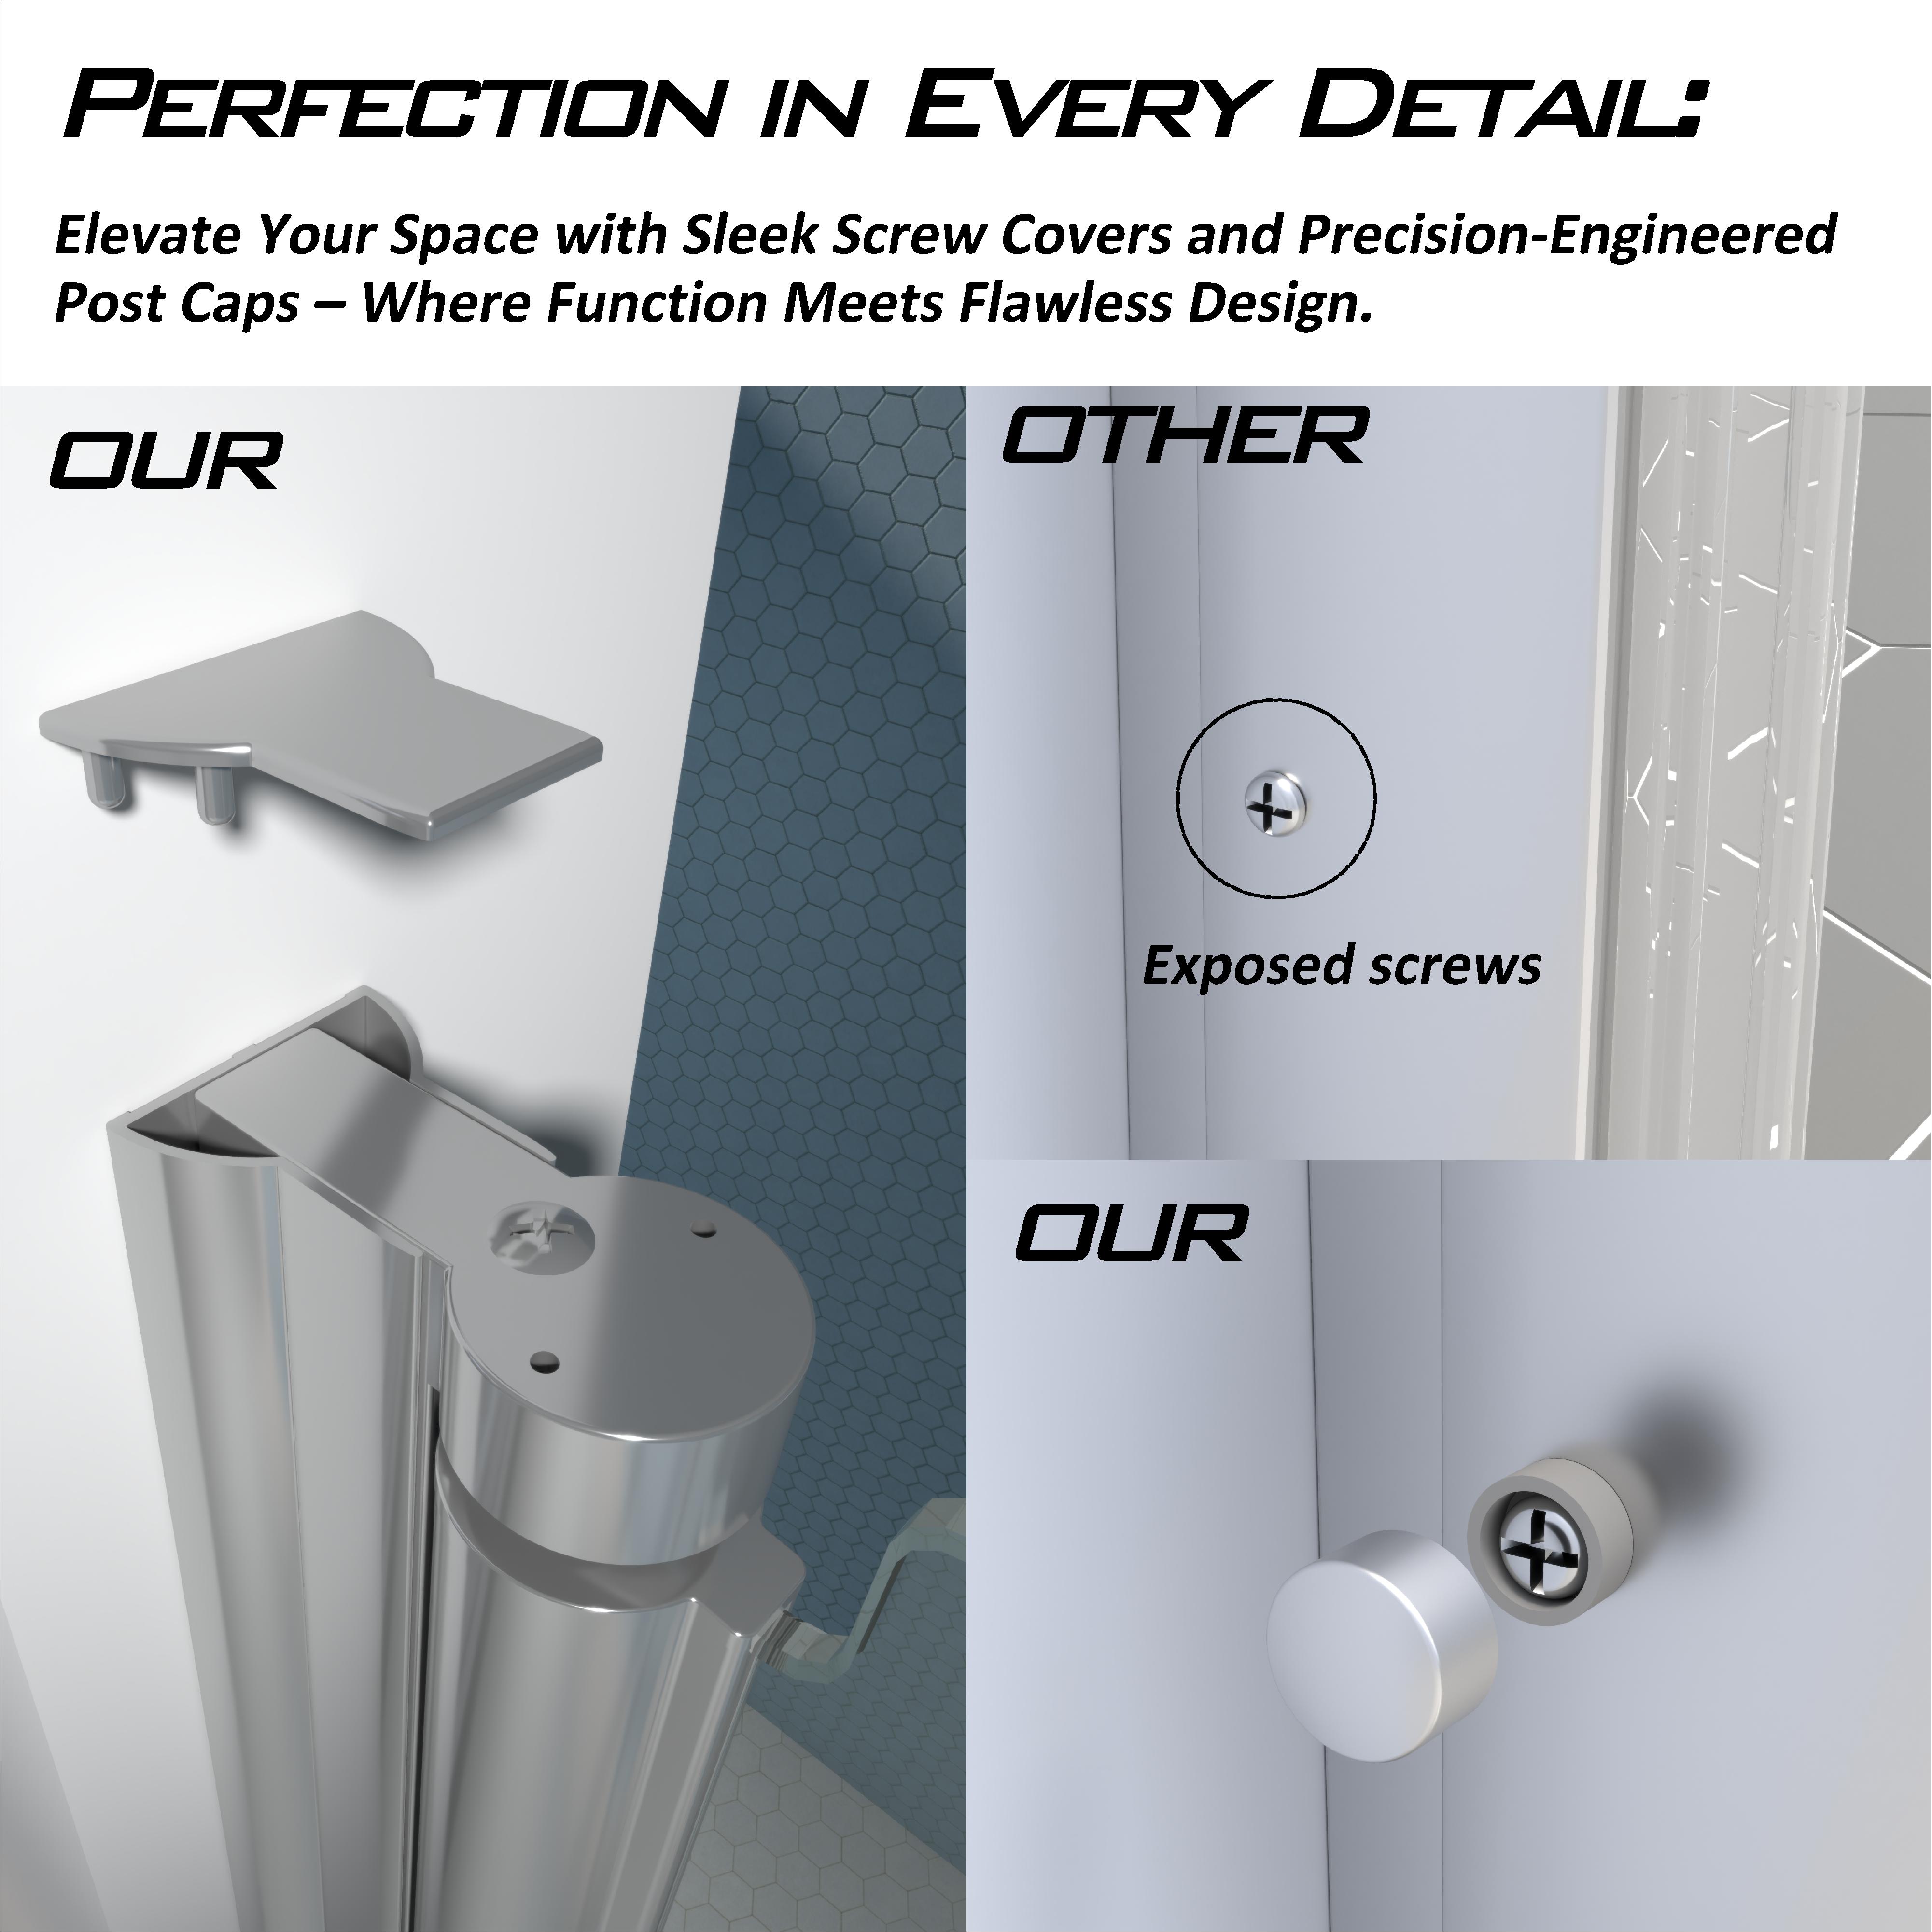 Perfection in Every Detail:
Elevate Your Space with Sleek Screw Covers and Precision-Engineered
Post Caps – Where Function Meets Flawless Design.
OUR
OTHER
Exposed screws
OUR